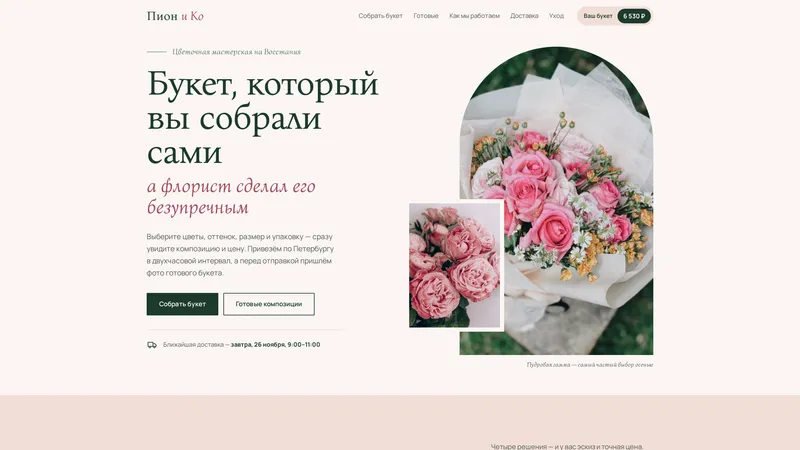 Пион и Ко
Собрать букет
Готовые
Как мы работаем
Доставка
Уход
Ваш букет 6 530 ₽
Цветочная мастерская на Восстания
Букет, который
вы собрали
сами
а флорист сделал его
безупречным
Выберите цветы, оттенок, размер и упаковку — сразу
увидите композицию и цену. Привезём по Петербургу
в двухчасовой интервал, а перед отправкой пришлём
фото готового букета.
Собрать букет
Готовые композиции
Ближайшая доставка — завтра, 26 ноября, 9:00–11:00
Пудровая гамма — самый частый выбор осенью
Четыре решения — и у вас эскиз и точная цена.